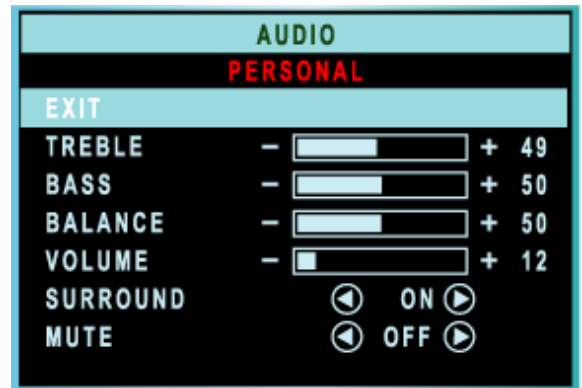 AUDIO
PERSONAL
EXIT
TREBLE - + 49
BASS - + 50
BALANCE - + 50
VOLUME - + 12
SURROUND ON
MUTE OFF